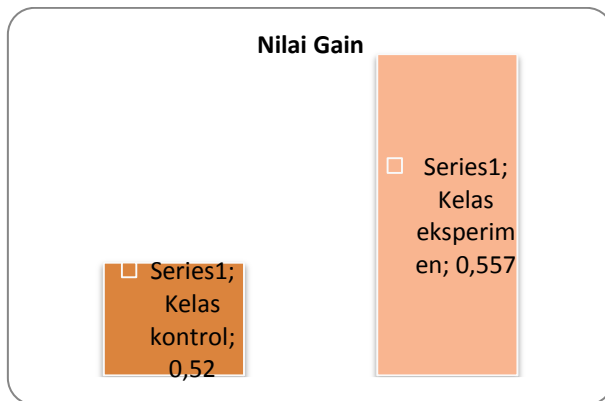 Nilai Gain
Series1;
Kelas
eksperim
en; 0,557
Series1;
Kelas
kontrol;
0,52